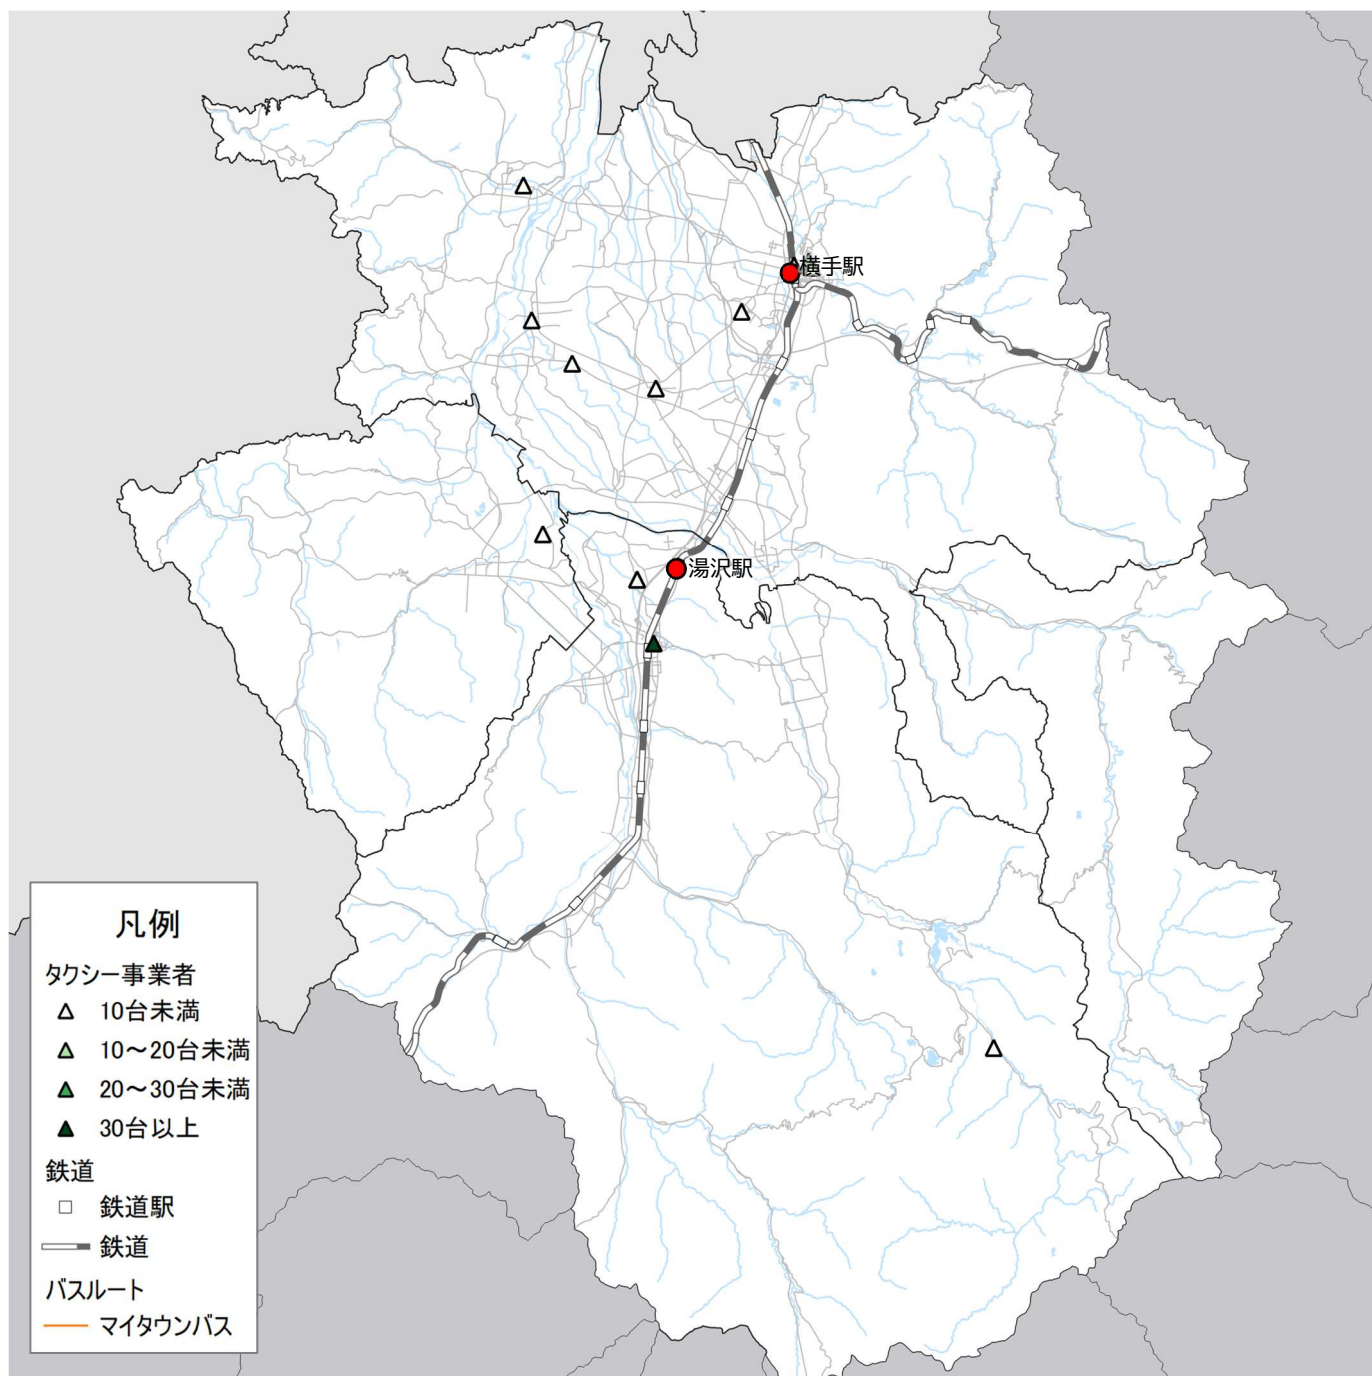 横手駅
湯沢駅
凡例
タクシー事業者
10台未満
10～20台未満
20～30台未満
30台以上
鉄道
鉄道駅
鉄道
バスルート
マイタウンバス